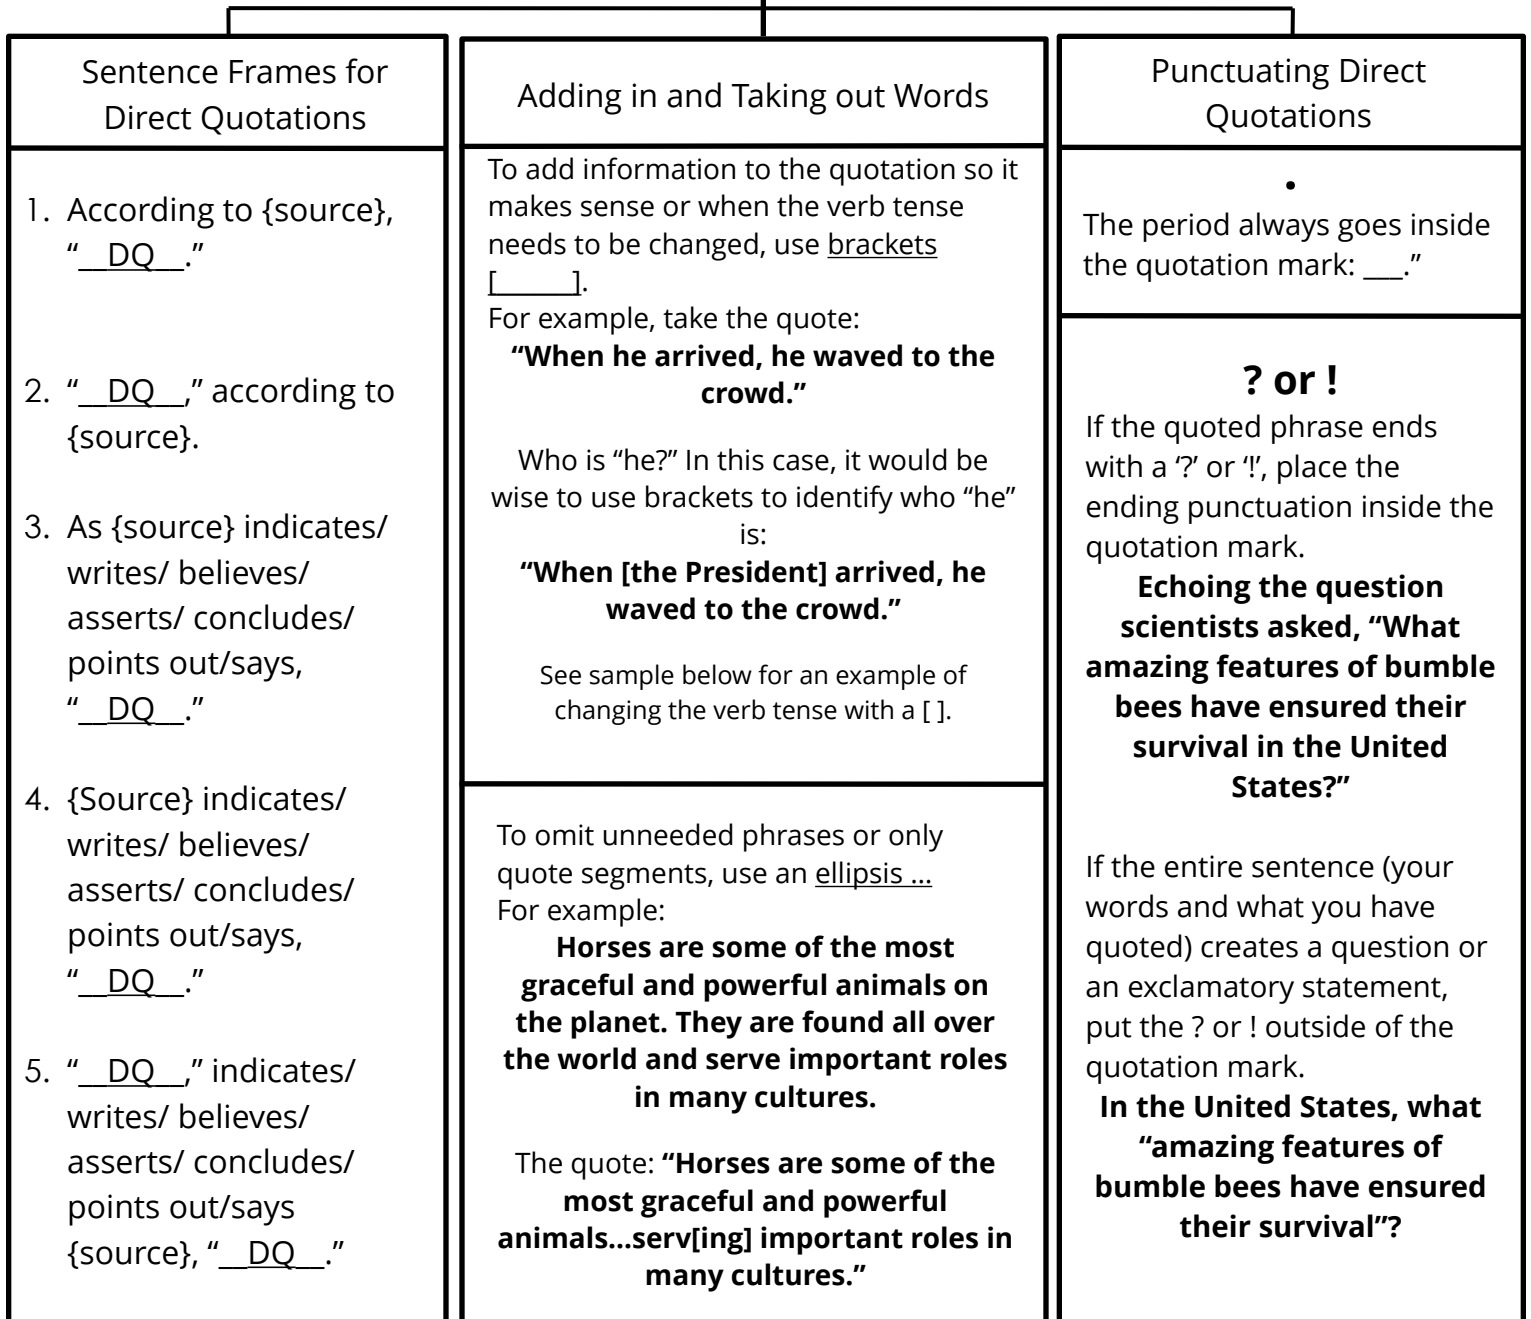 Sentence Frames for
Direct Quotations
1. According to {source},
“__DQ__.”
2. “__DQ__,” according to
{source}.
3. As {source} indicates/
writes/ believes/
asserts/ concludes/
points out/says,
“__DQ__.”
4. {Source} indicates/
writes/ believes/
asserts/ concludes/
points out/says,
“__DQ__.”
5. “__DQ__,” indicates/
writes/ believes/
asserts/ concludes/
points out/says
{source}, “__DQ__.”
Adding in and Taking out Words
To add information to the quotation so it
makes sense or when the verb tense
needs to be changed, use brackets
[______].
For example, take the quote:
“When he arrived, he waved to the
crowd.”
Who is “he?” In this case, it would be
wise to use brackets to identify who “he”
is:
“When [the President] arrived, he
waved to the crowd.”
See sample below for an example of
changing the verb tense with a [ ].
To omit unneeded phrases or only
quote segments, use an ellipsis ...
For example:
Horses are some of the most
graceful and powerful animals on
the planet. They are found all over
the world and serve important roles
in many cultures.
The quote: “Horses are some of the
most graceful and powerful
animals...serv[ing] important roles in
many cultures.”
Punctuating Direct
Quotations
.
The period always goes inside
the quotation mark: ___.”
? or !
If the quoted phrase ends
with a ‘?’ or ‘!’, place the
ending punctuation inside the
quotation mark.
Echoing the question
scientists asked, “What
amazing features of bumble
bees have ensured their
survival in the United
States?”
If the entire sentence (your
words and what you have
quoted) creates a question or
an exclamatory statement,
put the ? or ! outside of the
quotation mark.
In the United States, what
“amazing features of
bumble bees have ensured
their survival”?